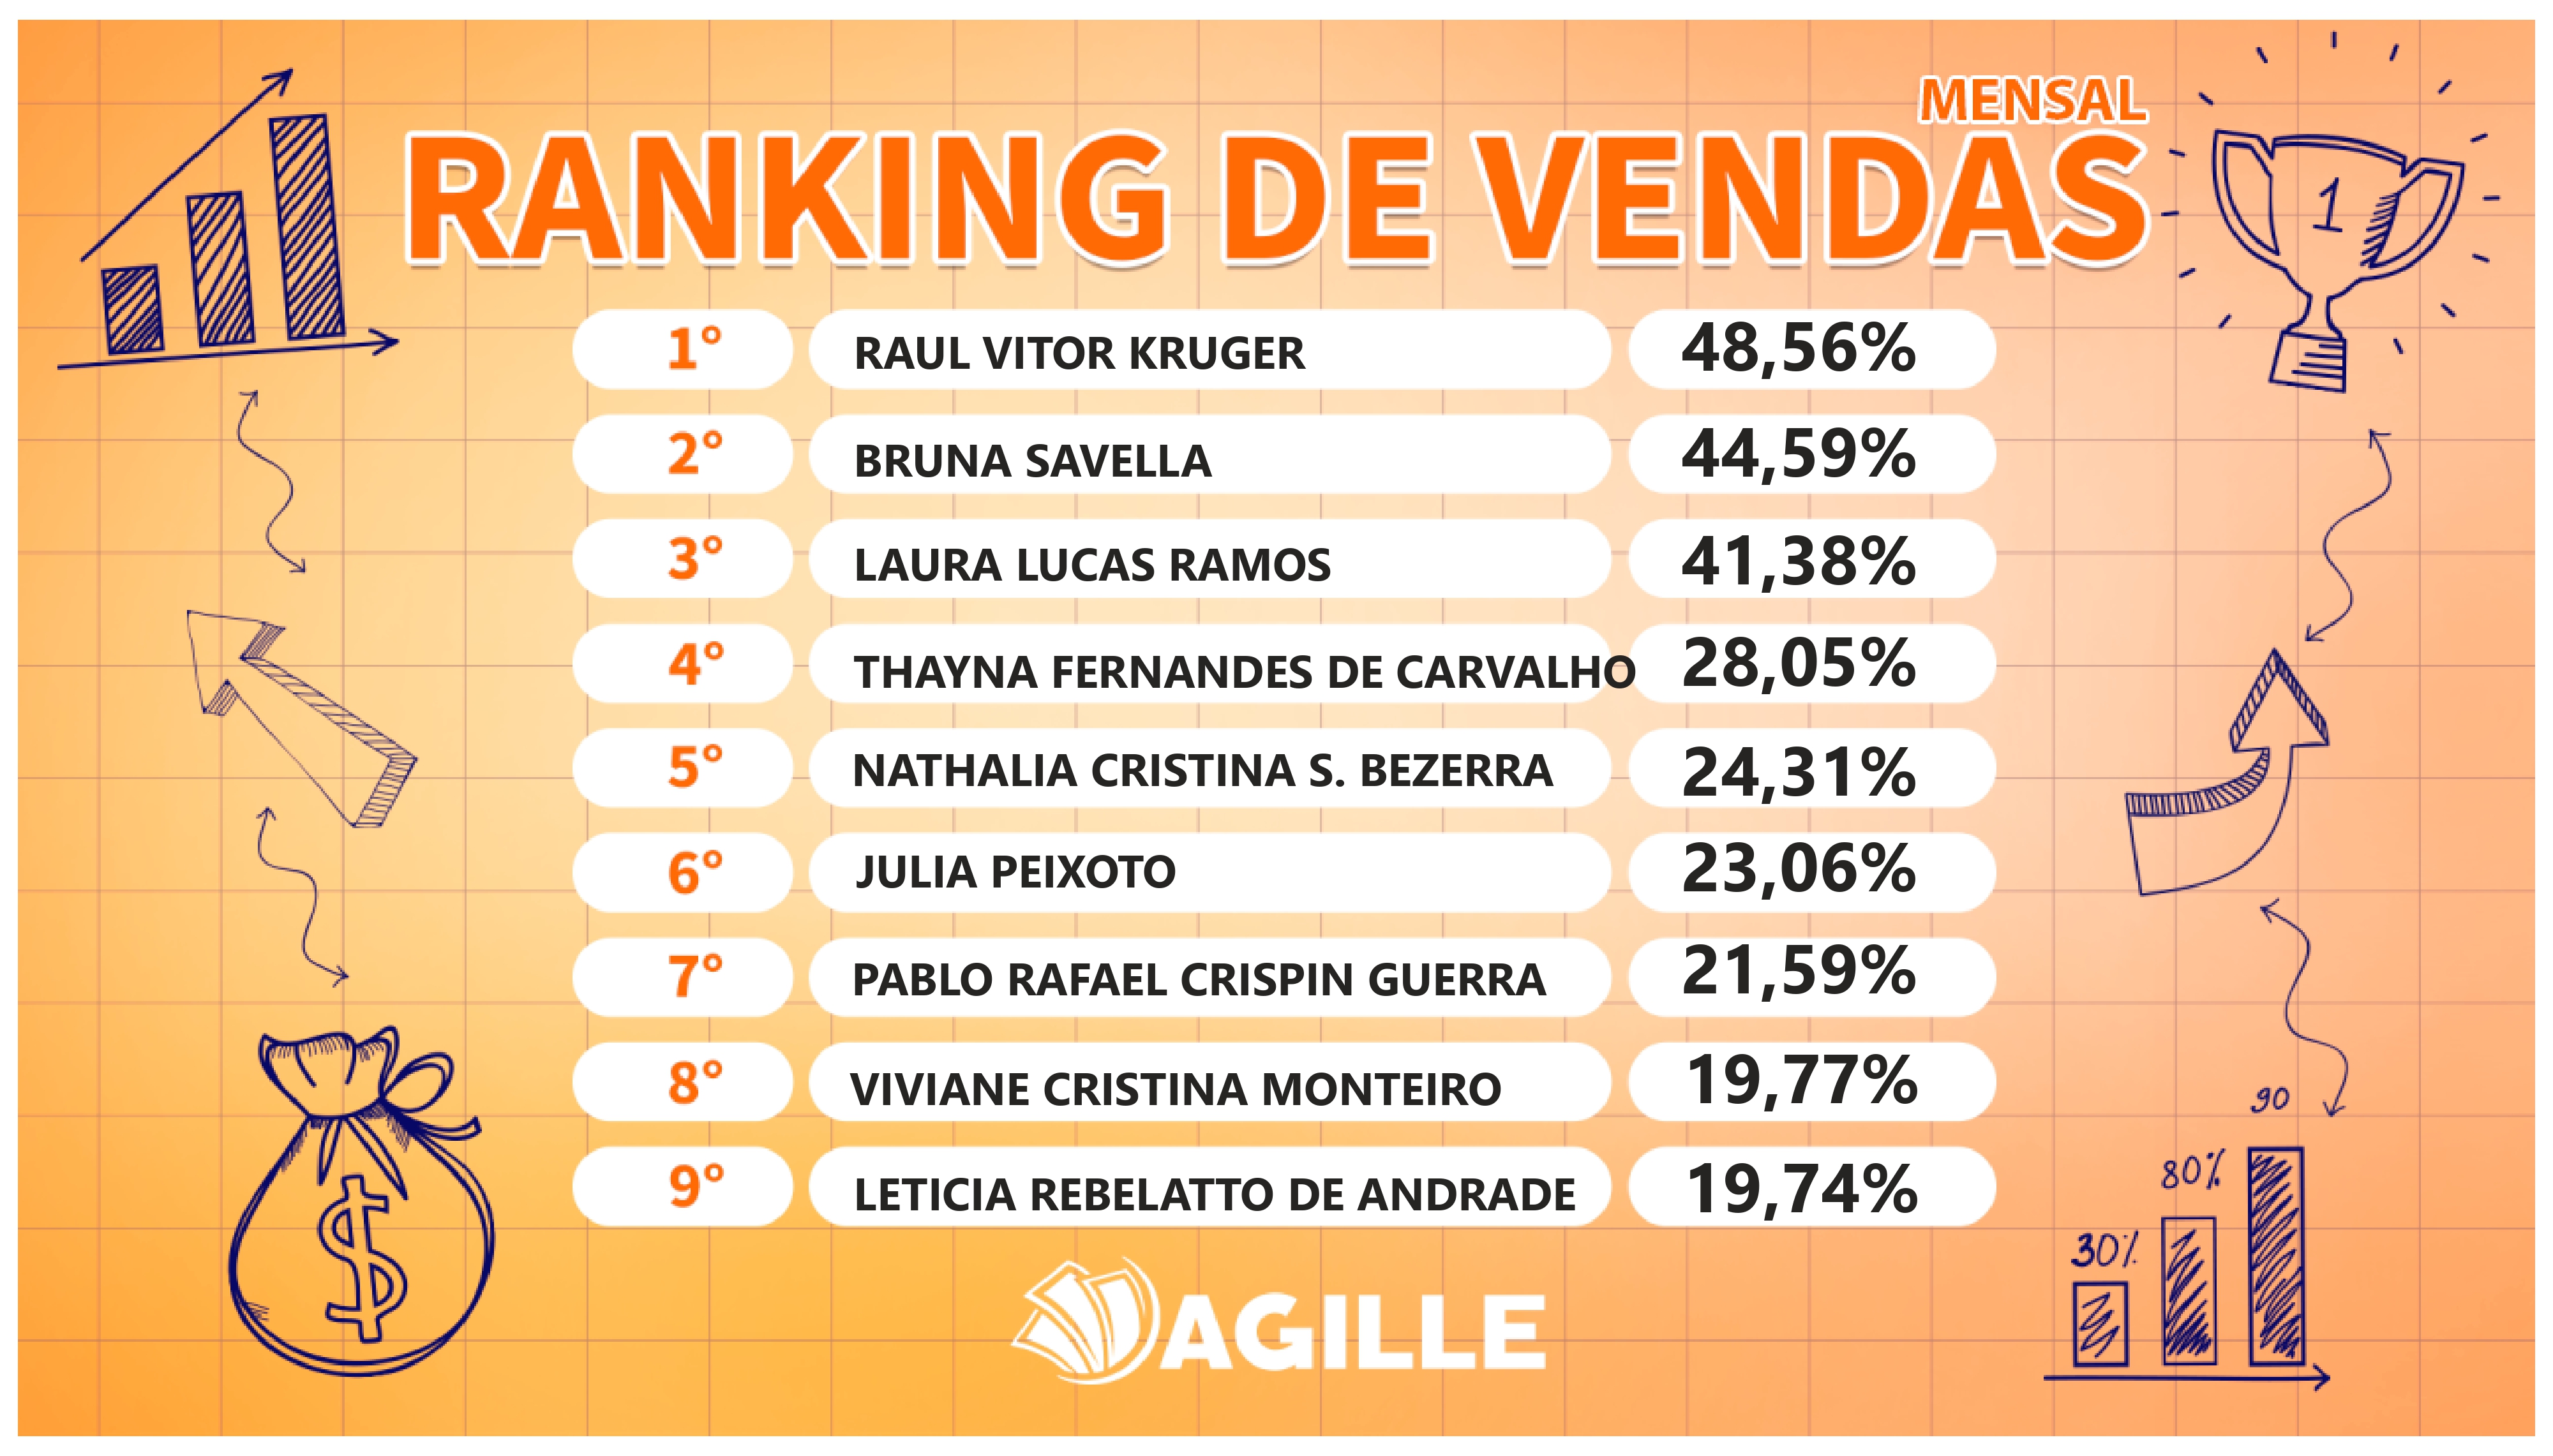 MENSAL
RANKING DE VENDAS
1
1° RAUL VITOR KRUGER 48,56%
2° BRUNA SAVELLA 44,59%
3° LAURA LUCAS RAMOS 41,38%
4° THAYNA FERNANDES DE CARVALHO 28,05%
5° NATHALIA CRISTINA S. BEZERRA 24,31%
6° JULIA PEIXOTO 23,06%
7° PABLO RAFAEL CRISPIN GUERRA 21,59%
8° VIVIANE CRISTINA MONTEIRO 19,77%
9° LETICIA REBELATTO DE ANDRADE 19,74%
$
90
80%
30%
AGILLE